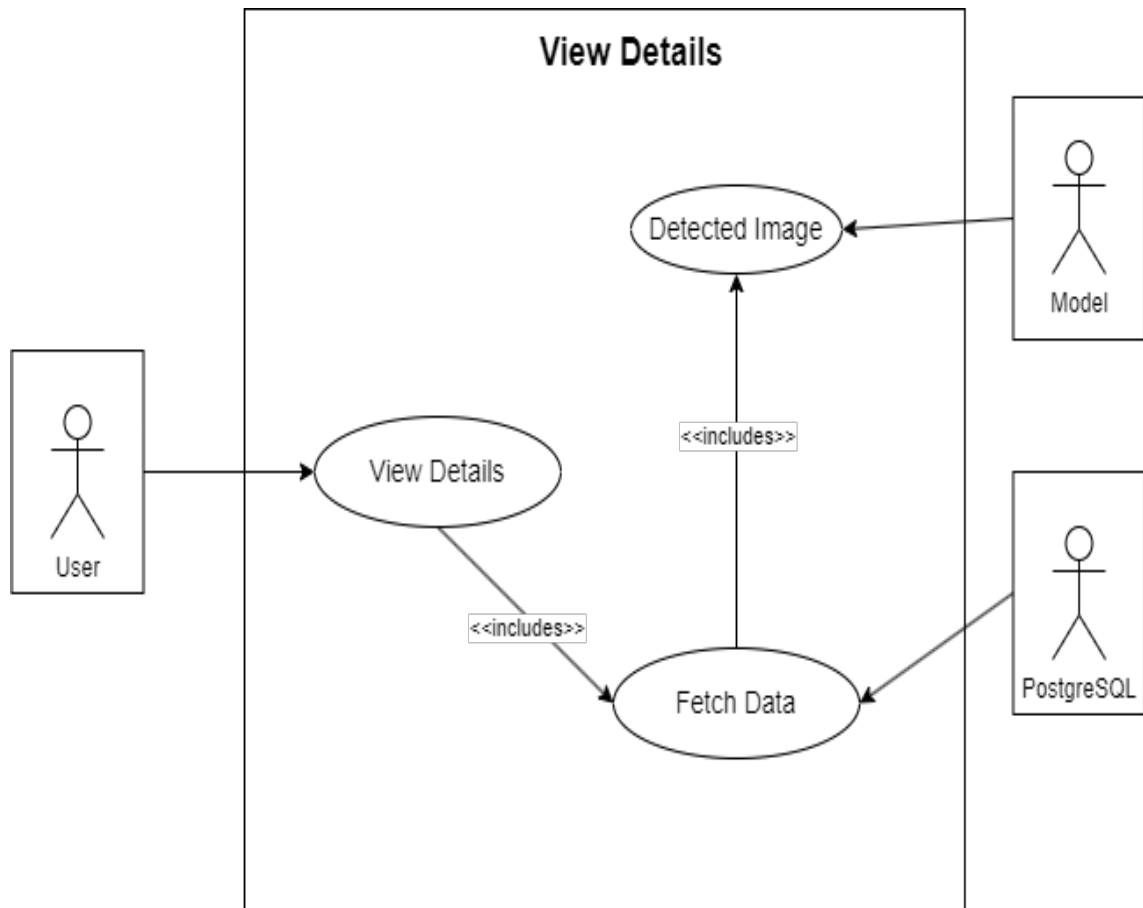 View Details
Detected Image
Model
<<includes>>
View Details
User
<<includes>>
Fetch Data
PostgreSQL